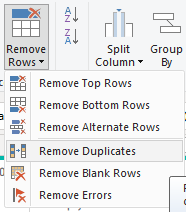 Remove
Rows
A
Z
Z
A
Split
Column
Group
By
Remove Top Rows
Remove Bottom Rows
Remove Alternate Rows
Remove Duplicates
Remove Blank Rows
Remove Errors